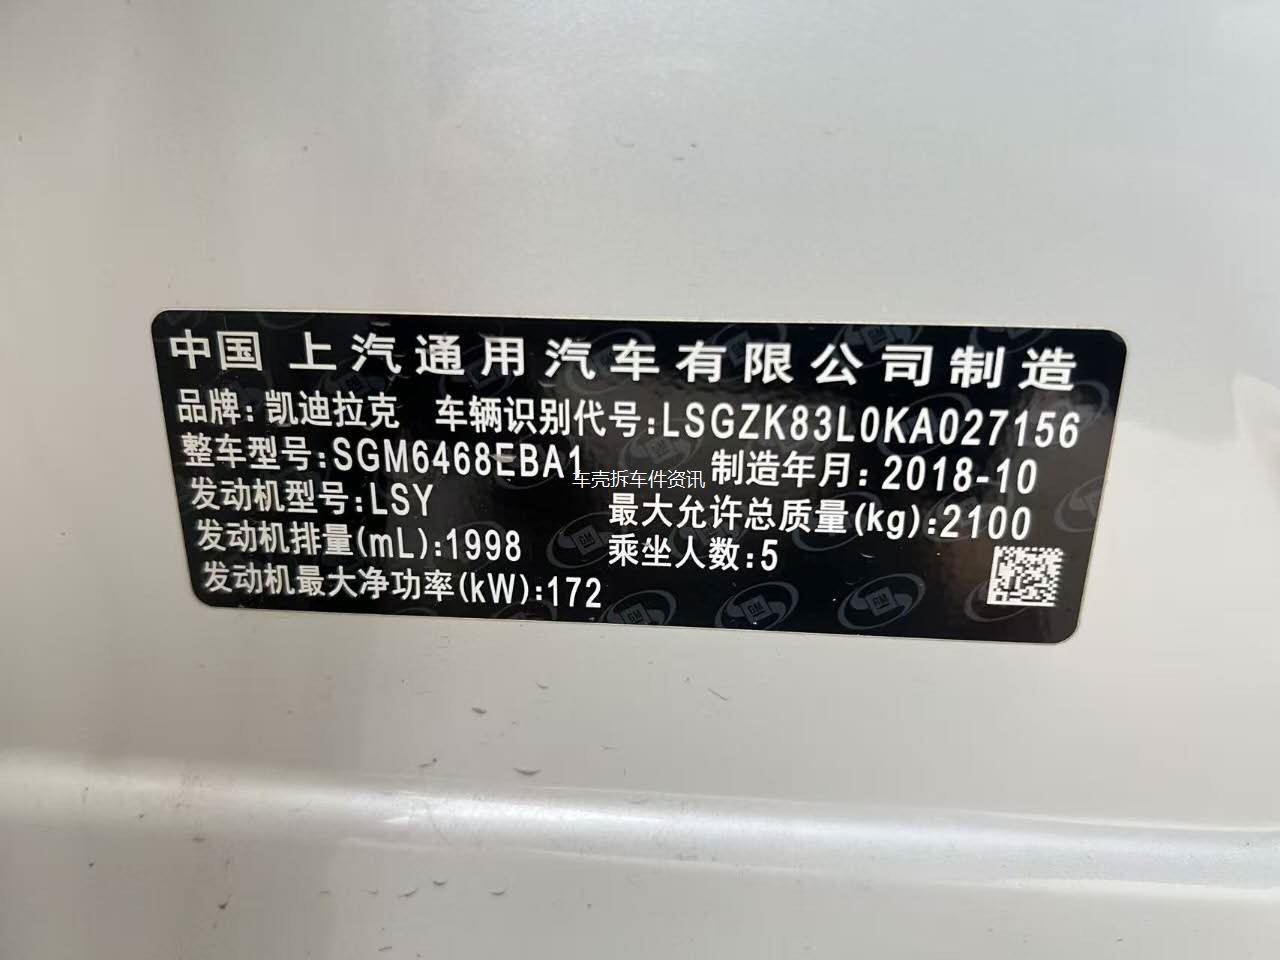 中国 上汽通用汽车有限公司制造
品牌: 凯迪拉克 车辆识别代号:LSGZK83L0KA027156
整车型号:SGM6468EBA1 制造年月: 2018-10
车壳拆车件资讯
发动机型号:LSY 最大允许总质量(kg):2100
发动机排量(mL):1998 乘坐人数:5
发动机最大净功率(kW):172